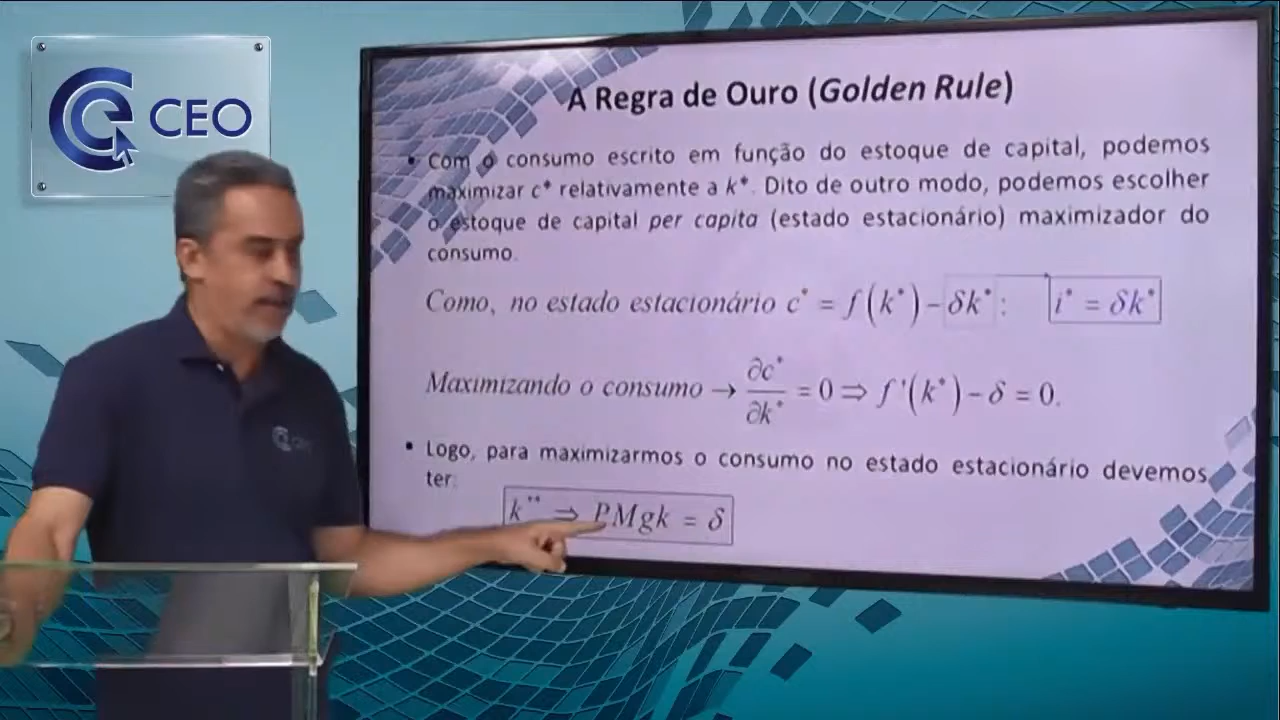 CEO
A Regra de Ouro (Golden Rule)
• Com o consumo escrito em função do estoque de capital, podemos
maximizar c* relativamente a k*. Dito de outro modo, podemos escolher
o estoque de capital per capita (estado estacionário) maximizador do
consumo.
Como, no estado estacionário c* = f(k*) − δk* : i* = δk*
Maximizando o consumo → ∂c*/∂k* = 0 ⇒ f'(k*) − δ = 0.
• Logo, para maximizarmos o consumo no estado estacionário devemos
ter:
k** ⇒ PMgk = δ
CEO